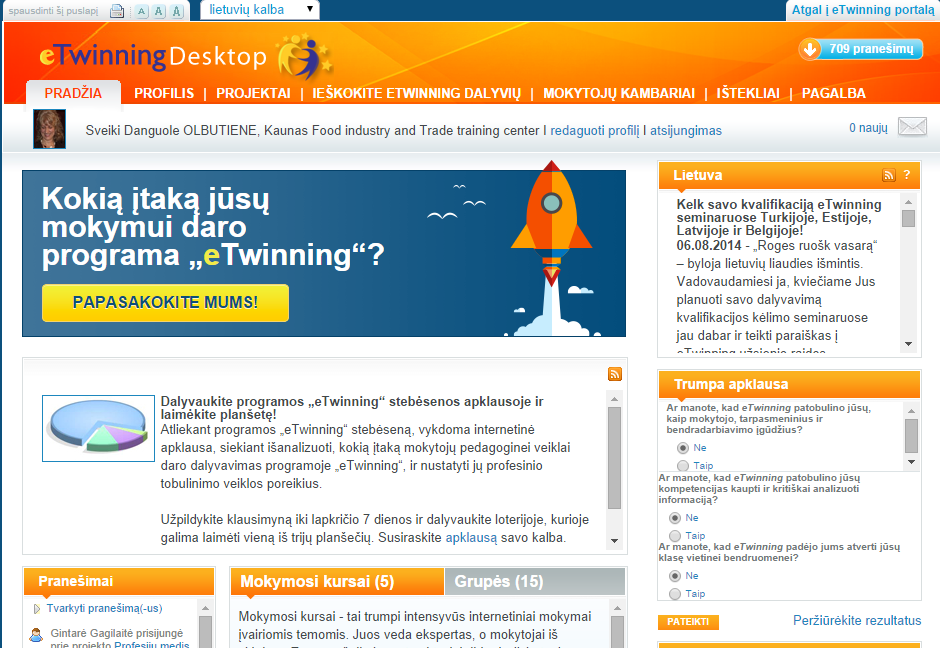 spausdinti šį puslapį
A A A
lietuvių kalba
Atgal į eTwinning portalą
eTwinning Desktop
709 pranešimų
PRADŽIA
PROFILIS | PROJEKTAI | IEŠKOKITE ETWINNING DALYVIŲ | MOKYTOJŲ KAMBARIAI | IŠTEKLIAI | PAGALBA
Sveiki Danguole OLBUTIENE, Kaunas Food industry and Trade training center I redaguoti profilį I atsijungimas
0 naujų
Kokią įtaką jūsų
mokymui daro
programa „eTwinning“?
PAPASAKOKITE MUMS!
Lietuva
?
Kelk savo kvalifikaciją eTwinning
seminaruose Turkijoje, Estijoje,
Latvijoje ir Belgijoje!
06.08.2014 - „Roges ruošk vasarą“
– byloja lietuvių liaudies išmintis.
Vadovaudamiesi ja, kviečiame Jus
planuoti savo dalyvavimą
kvalifikacijos kėlimo seminaruose
jau dabar ir teikti paraiškas į
eTwinning užsienio raidos
Dalyvaukite programos „eTwinning“ stebėsenos apklausoje ir
laimėkite planšetę!
Atliekant programos „eTwinning“ stebėseną, vykdoma internetinė
apklausa, siekiant išanalizuoti, kokią įtaką mokytojų pedagoginei veiklai
daro dalyvavimas programoje „eTwinning“, ir nustatyti jų profesinio
tobulinimo veiklos poreikius.
Užpildykite klausimyną iki lapkričio 7 dienos ir dalyvaukite loterijoje, kurioje
galima laimėti vieną iš trijų planšečių. Susiraskite apklausą savo kalba.
Trumpa apklausa
Ar manote, kad eTwinning patobulino jūsų,
kaip mokytojo, tarpasmeninius ir
bendradarbiavimo įgūdžius?
Ne
Taip
Ar manote, kad eTwinning patobulino jūsų
kompetencijas kaupti ir kritiškai analizuoti
informaciją?
Ne
Taip
Ar manote, kad eTwinning padėjo jums atverti jūsų
klasę vietinei bendruomenei?
Ne
Taip
PATEIKTI
Peržiūrėkite rezultatus
Pranešimai
Tvarkyti pranešimą(-us)
Gintarė Gagilaitė prisijungė
prie projekto Profesijų medis
Mokymosi kursai (5)
Grupės (15)
Mokymosi kursai - tai trumpi intensyvūs internetiniai mokymai
įvairiomis temomis. Juos veda ekspertas, o mokytojai iš